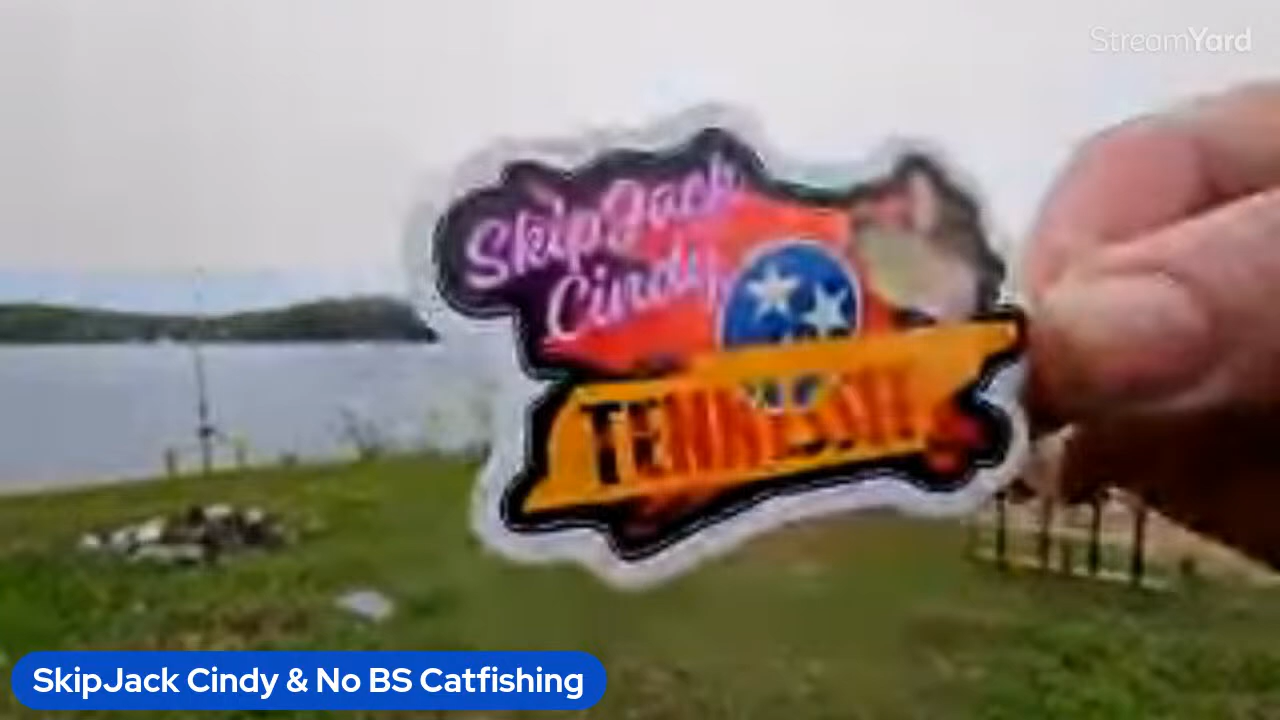 StreamYard
SkipJack
Cindy
TENNESSEE
SkipJack Cindy & No BS Catfishing